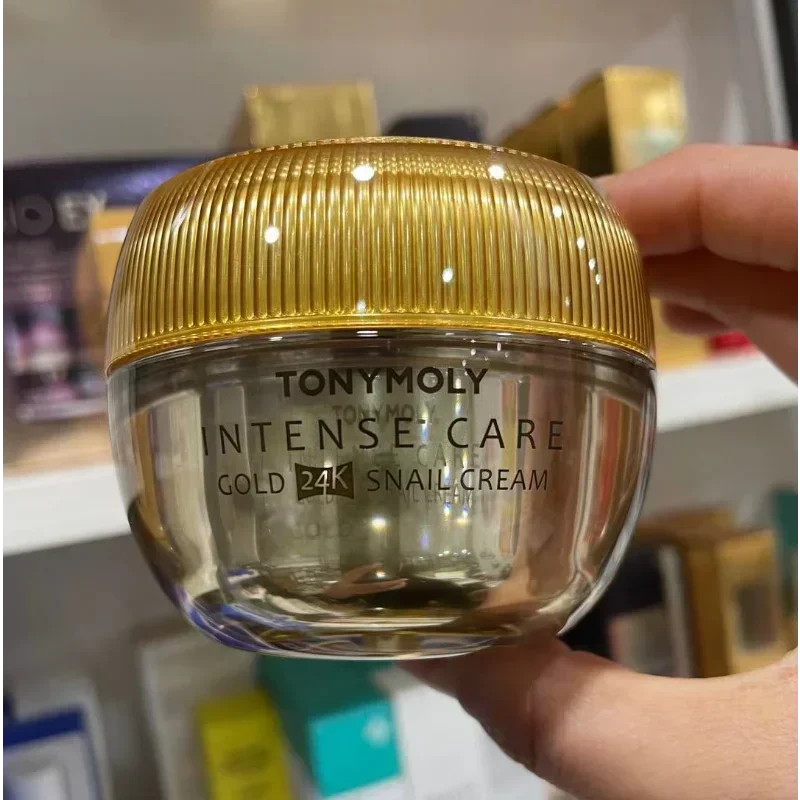 TONYMOLY
INTENSE CARE
GOLD 24K SNAIL CREAM